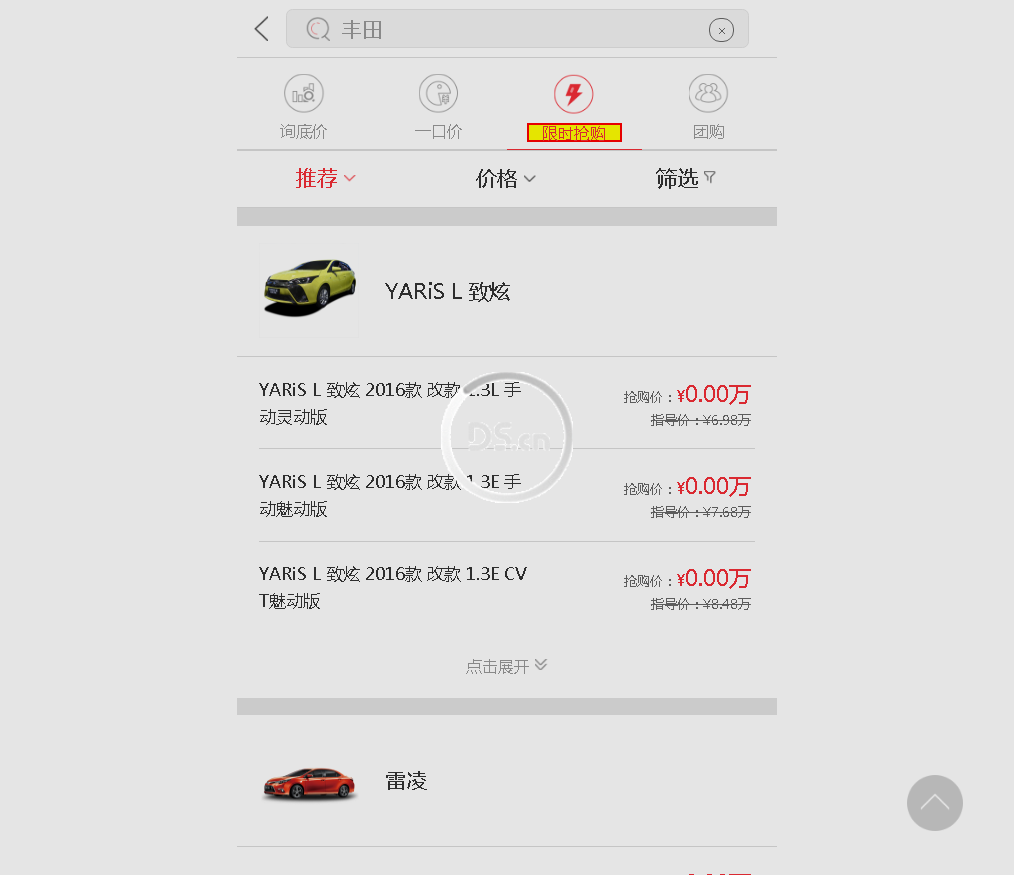 丰田
询底价
一口价
限时抢购
团购
推荐
价格
筛选
YARiS L 致炫
YARiS L 致炫 2016款 改款 1.3L 手
动灵动版
抢购价：¥0.00万
指导价：¥6.98万
DS.cn
YARiS L 致炫 2016款 改款 1.3E 手
动魅动版
抢购价：¥0.00万
指导价：¥7.68万
YARiS L 致炫 2016款 改款 1.3E CV
T魅动版
抢购价：¥0.00万
指导价：¥8.48万
点击展开
雷凌